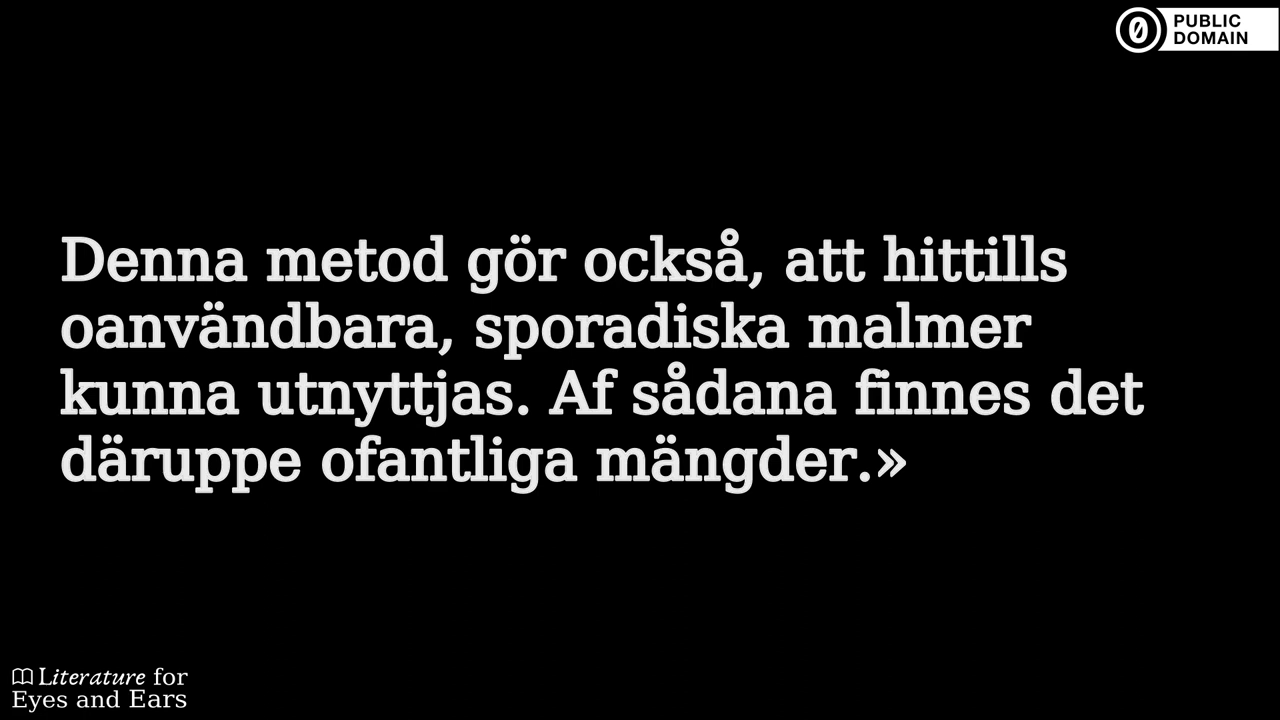 PUBLIC
DOMAIN
Denna metod gör också, att hittills
oanvändbara, sporadiska malmer
kunna utnyttjas. Af sådana finnes det
däruppe ofantliga mängder.»
Literature for
Eyes and Ears